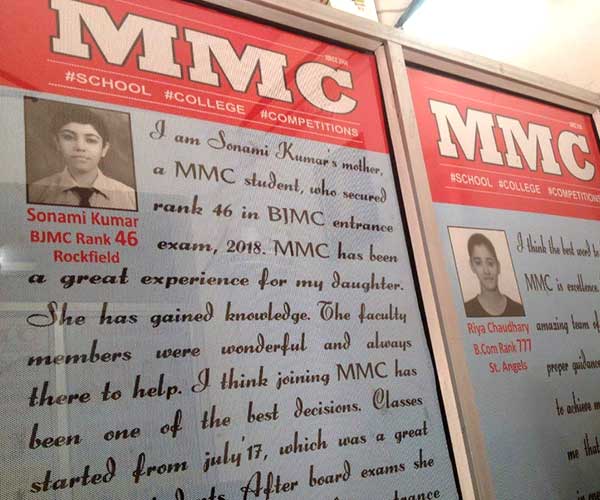 MMC
SINCE 2006
#SCHOOL #COLLEGE #COMPETITIONS
Sonami Kumar
BJMC Rank 46
Rockfield
I am Sonami Kumar's mother,
a MMC student, who secured
rank 46 in BJMC entrance
exam, 2018. MMC has been
a great experience for my daughter.
She has gained knowledge. The faculty
members were wonderful and always
there to help. I think joining MMC has
been one of the best decisions. Classes
started from july'17, which was a great
After board exams she
MMC
#SCHOOL #COLLEGE #COMPETITIONS
Riya Chaudhary
B.Com Rank 777
St. Angels
I think the best word to
MMC is excellence.
amazing team of
proper guidance
to achieve
me that